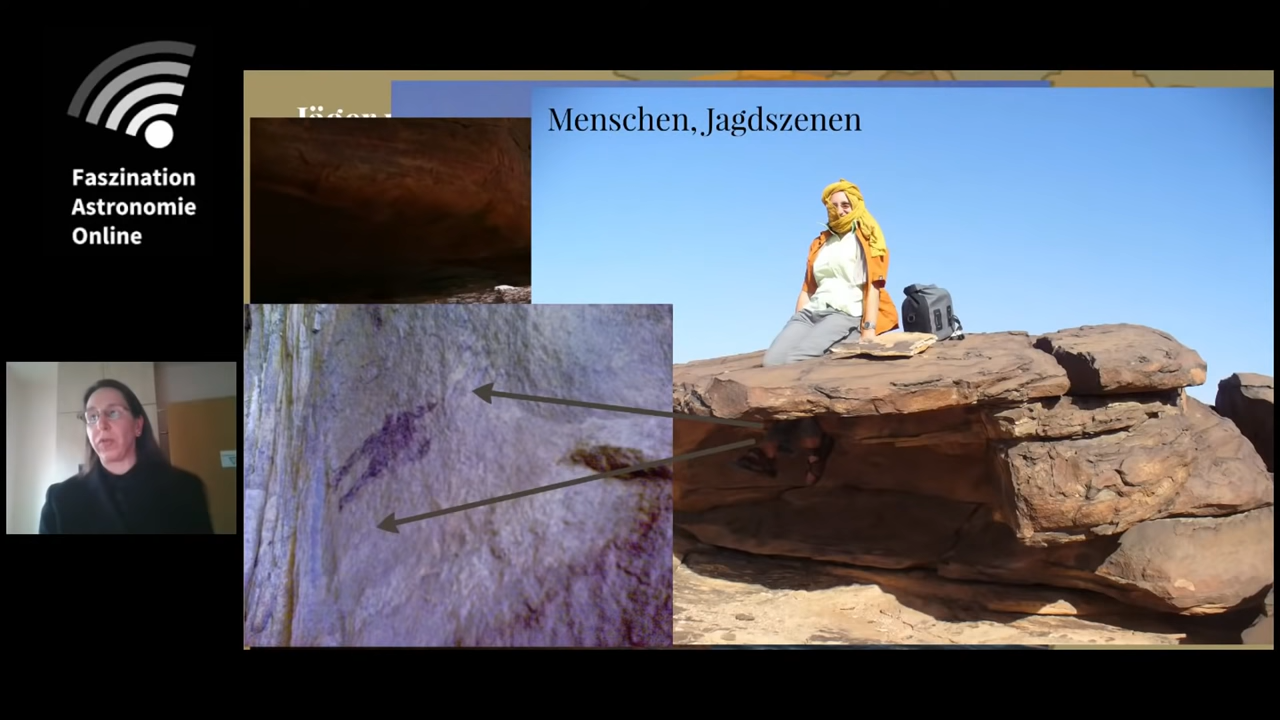 Faszination
Astronomie
Online
Menschen, Jagdszenen